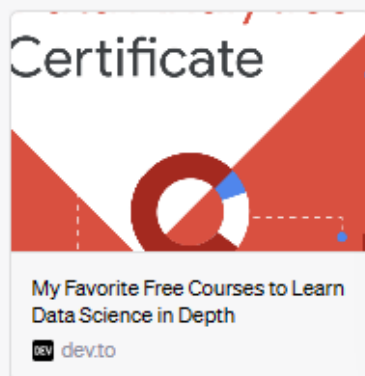 Certificate
My Favorite Free Courses to Learn
Data Science in Depth
DEV dev.to